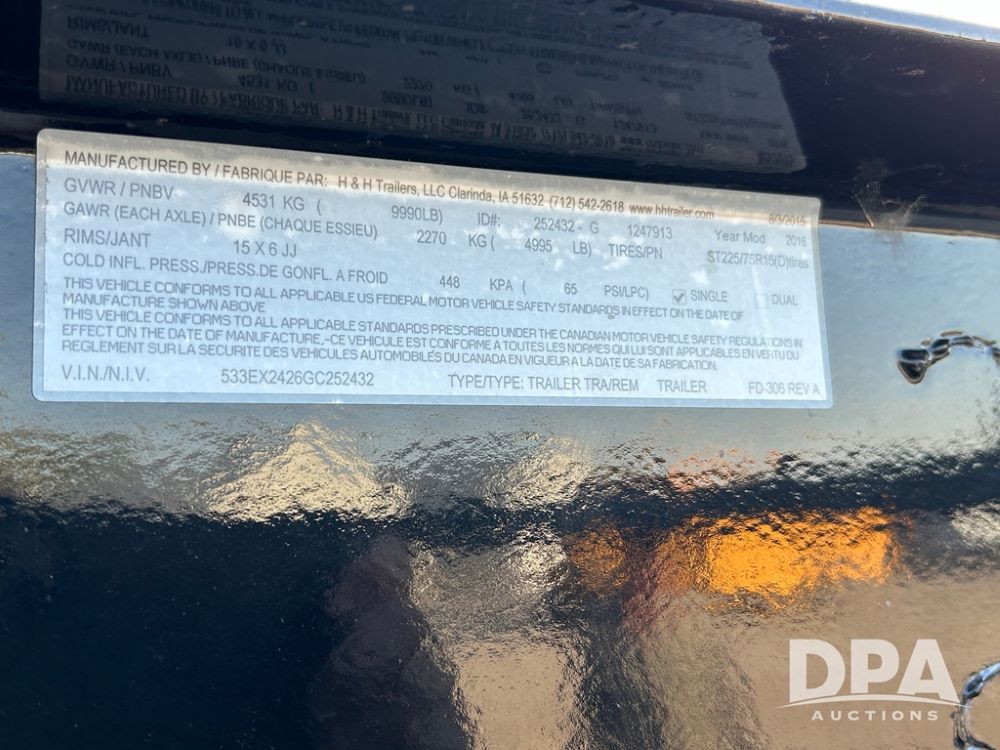 MANUFACTURED BY / FABRIQUE PAR: H & H Trailers, LLC Clarinda, IA 51632 (712) 542-2618 www.hhtrailer.com 8/3/2015
GVWR / PNBV 4531 KG ( 9990LB) ID#: 252432 - G 1247913 Year Mod 2016
GAWR (EACH AXLE) / PNBE (CHAQUE ESSIEU) 2270 KG ( 4995 LB) TIRES/PN ST225/75R15(D)tires
RIMS/JANT 15 X 6 JJ
COLD INFL. PRESS./PRESS.DE GONFL. A FROID 448 KPA ( 65 PSI/LPC) SINGLE DUAL
THIS VEHICLE CONFORMS TO ALL APPLICABLE US FEDERAL MOTOR VEHICLE SAFETY STANDARDS IN EFFECT ON THE DATE OF
MANUFACTURE SHOWN ABOVE
THIS VEHICLE CONFORMS TO ALL APPLICABLE STANDARDS PRESCRIBED UNDER THE CANADIAN MOTOR VEHICLE SAFETY REGULATIONS IN
EFFECT ON THE DATE OF MANUFACTURE,-CE VEHICULE EST CONFORME A TOUTES LES NORMES QUI LUI SONT APPLICABLES EN VERTU DU
REGLEMENT SUR LA SECURITE DES VEHICULES AUTOMOBILES DU CANADA EN VIGUEUR A LA DATE DE SA FABRICATION.
V.I.N./N.I.V. 533EX2426GC252432 TYPE/TYPE: TRAILER TRA/REM TRAILER FD-306 REV A
DPA
AUCTIONS